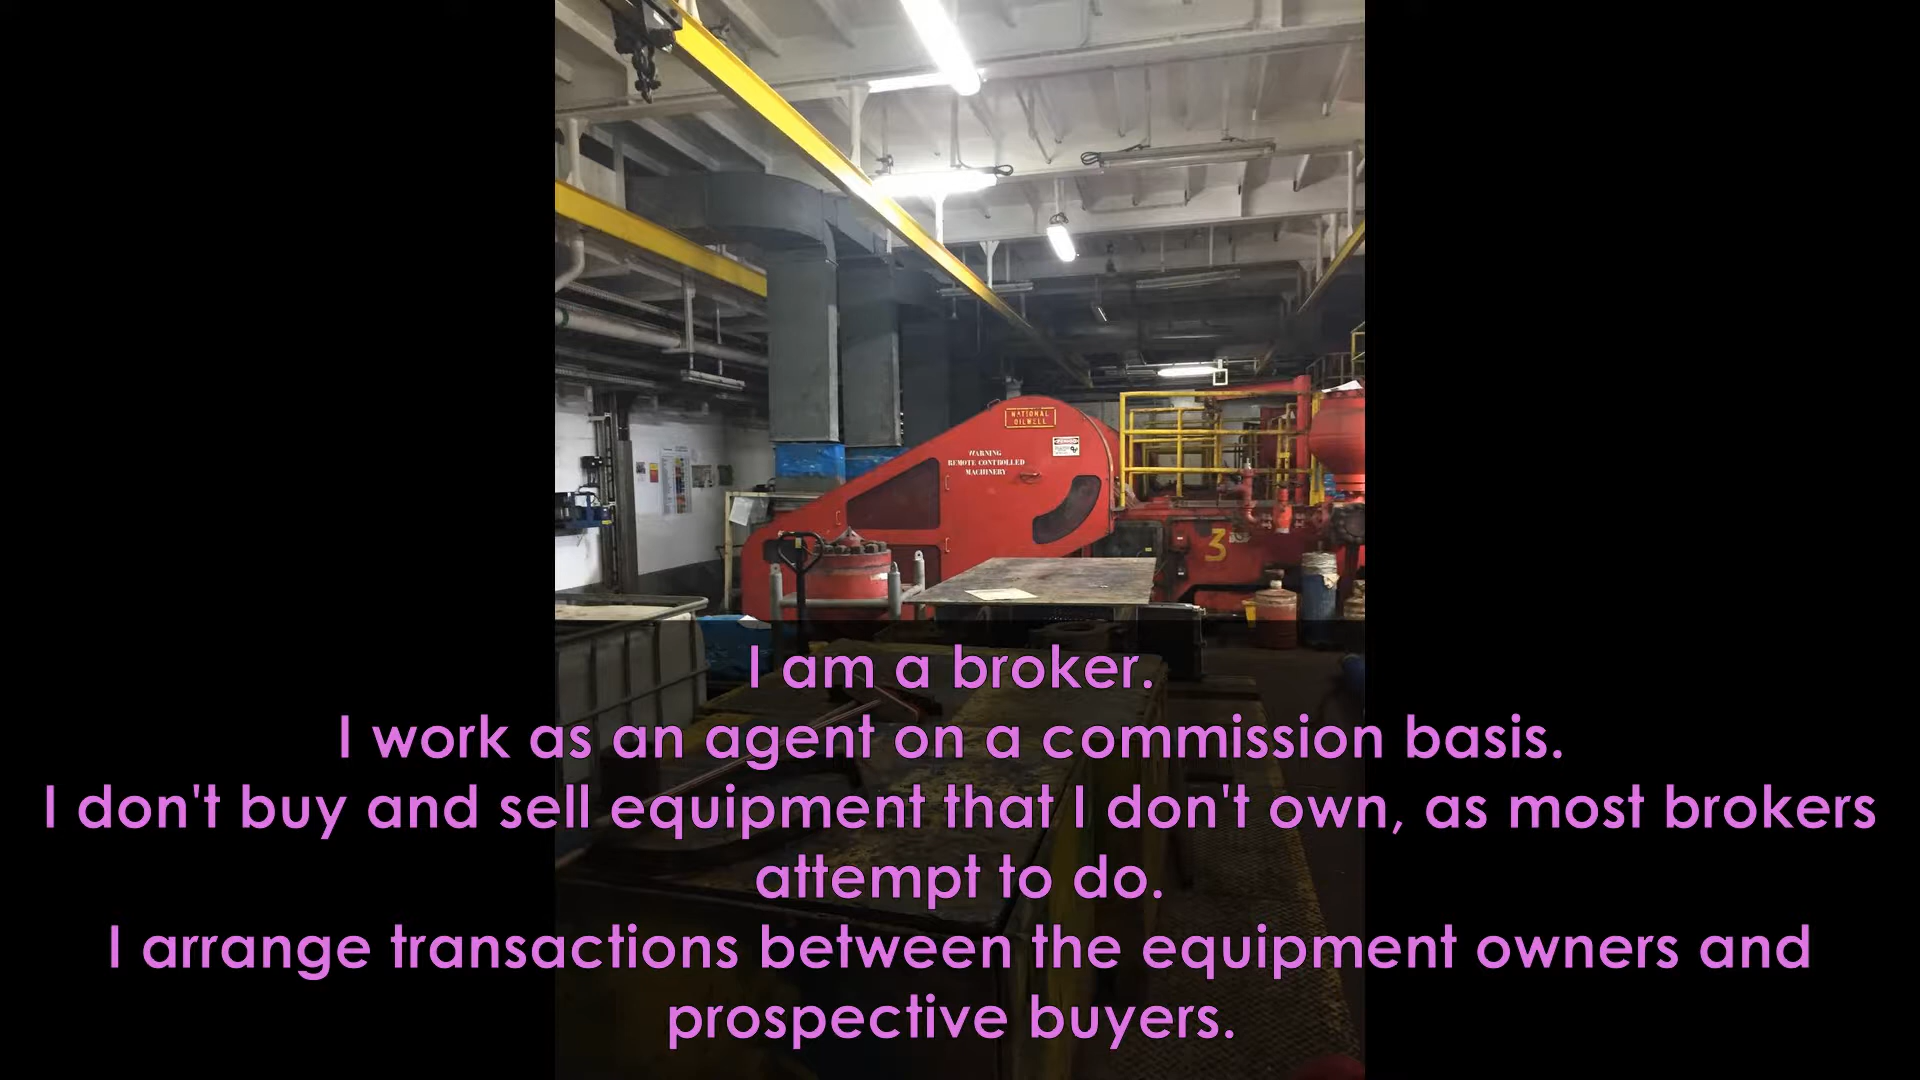 NATIONAL
OILWELL
WARNING
REMOTE CONTROLLED
MACHINERY
3
I am a broker.
I work as an agent on a commission basis.
I don't buy and sell equipment that I don't own, as most brokers
attempt to do.
I arrange transactions between the equipment owners and
prospective buyers.